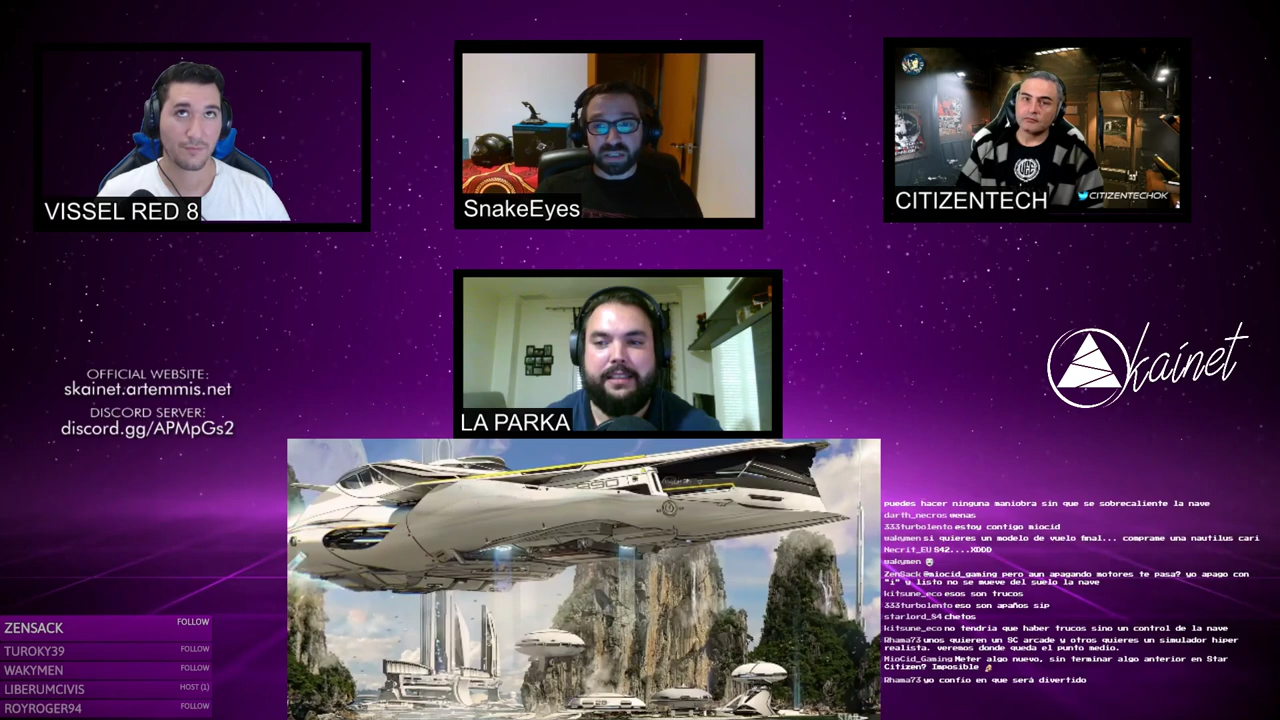 VISSEL RED 8
SnakeEyes
CITIZENTECH
CITIZENTECHOK
LA PARKA
OFFICIAL WEBSITE:
skainet.artemmis.net
DISCORD SERVER:
discord.gg/APMpGs2
Skainet
890
puedes hacer ninguna maniobra sin que se sobrecaliente la nave
darth_necros wenas
333turbolento estoy contigo miocid
wakymen si quieres un modelo de vuelo final... comprame una nautilus cari
Necrit_EU S42....XDDD
wakymen
ZenSack @miocid_gaming pero aun apagando motores te pasa? yo apago con
"i" y listo no se mueve del suelo la nave
kitsune_eco esos son trucos
333turbolento eso son apaños sip
starlord_84 chetos
kitsune_eco no tendria que haber trucos sino un control de la nave
Rhama73 unos quieren un SC arcade y otros quieres un simulador hiper
realista. veremos donde queda el punto medio.
MioCid_Gaming Meter algo nuevo, sin terminar algo anterior en Star
Citizen? Imposible
Rhama73 yo confio en que será divertido
ZENSACK FOLLOW
TUROKY39 FOLLOW
WAKYMEN FOLLOW
LIBERUMCIVIS HOST (1)
ROYROGER94 FOLLOW
STAR